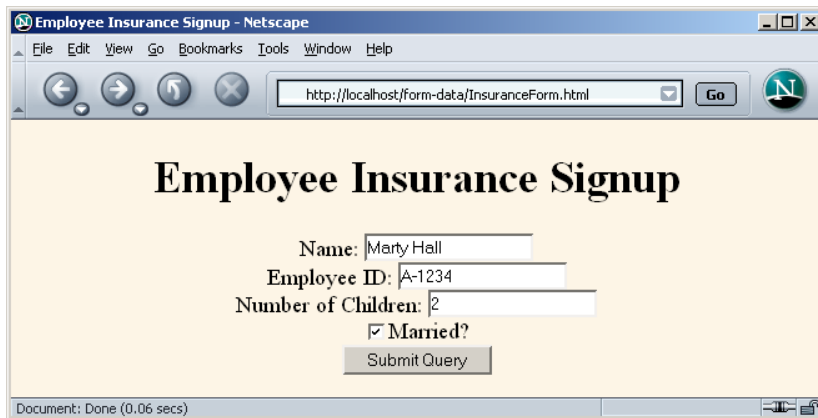 Employee Insurance Signup - Netscape
File Edit View Go Bookmarks Tools Window Help
http://localhost/form-data/InsuranceForm.html Go N
Employee Insurance Signup
Name: Marty Hall
Employee ID: A-1234
Number of Children: 2
Married?
Submit Query
Document: Done (0.06 secs)